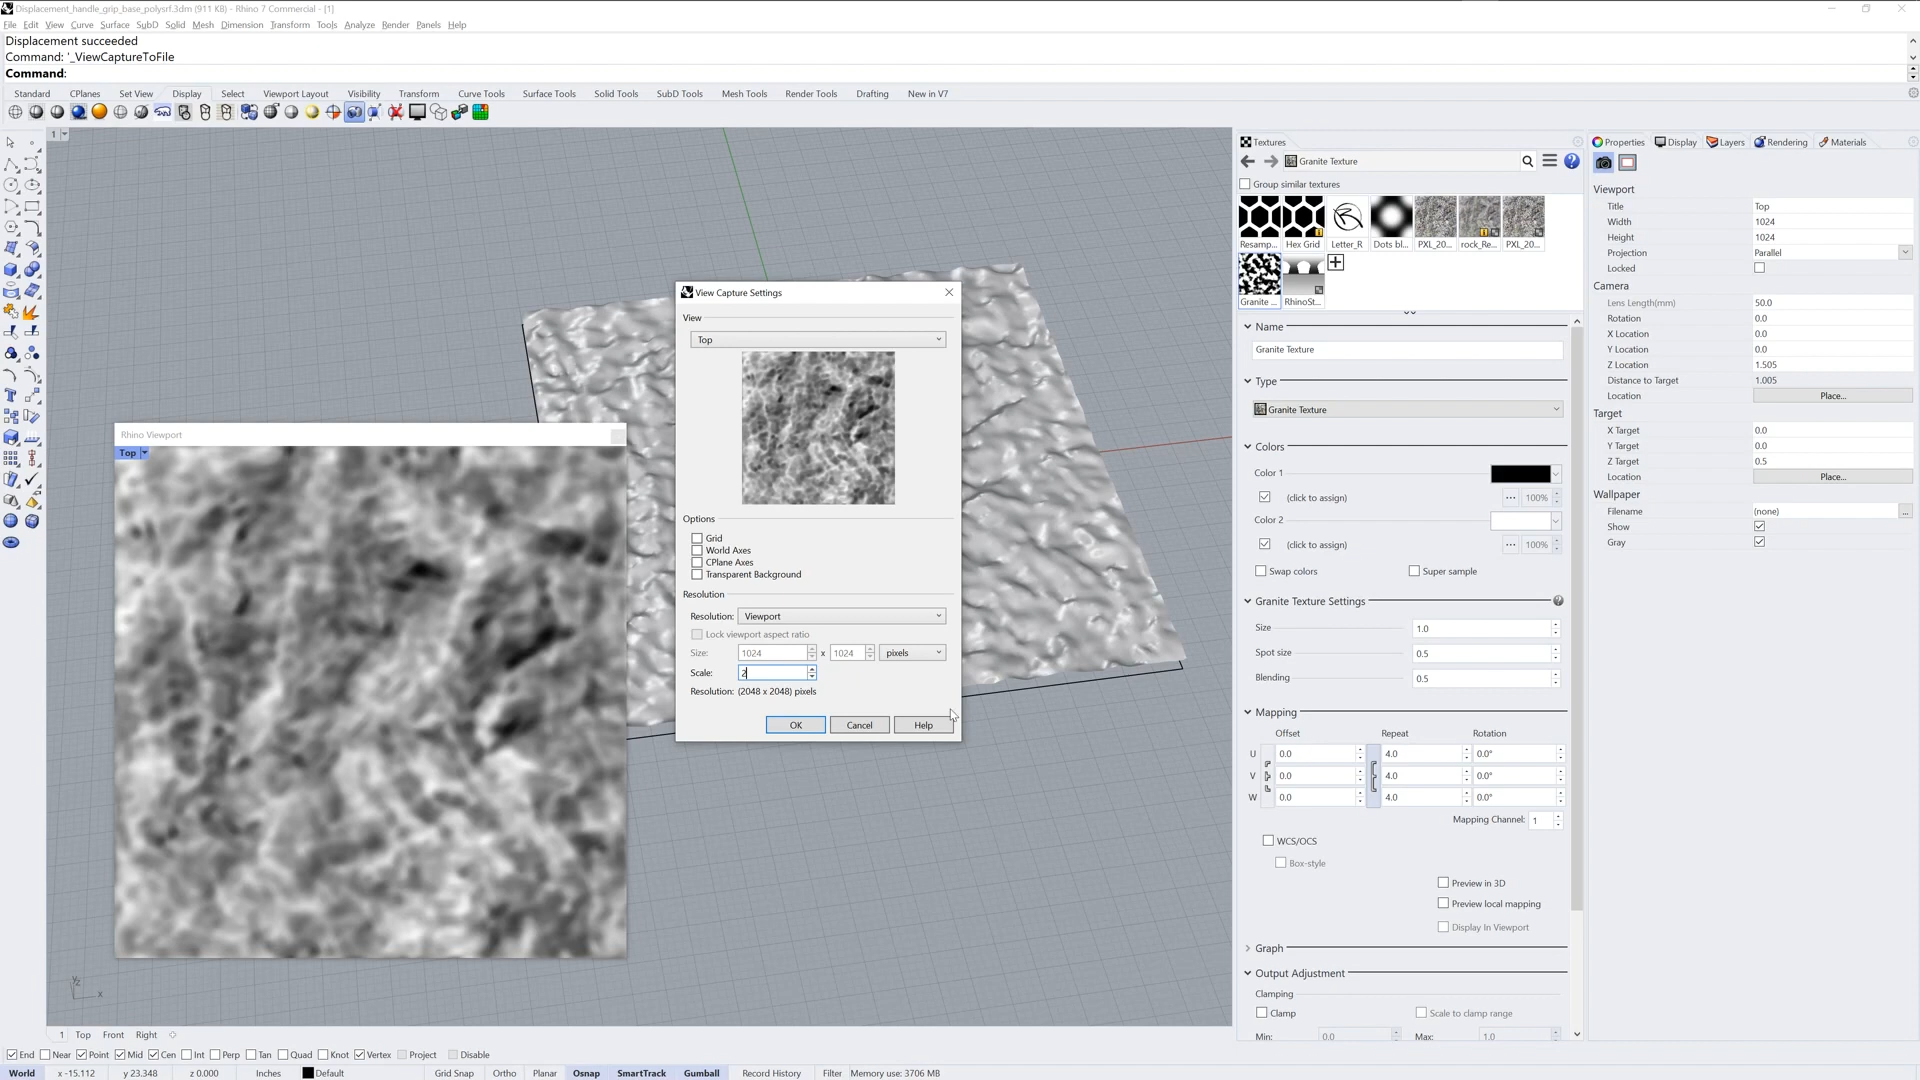 Displacement_handle_grip_base_polysrf.3dm (911 KB) - Rhino 7 Commercial - [1]
File Edit View Curve Surface SubD Solid Mesh Dimension Transform Tools Analyze Render Panels Help
Displacement succeeded
Command: '_ViewCaptureToFile
Command:
Standard CPlanes Set View Display Select Viewport Layout Visibility Transform Curve Tools Surface Tools Solid Tools SubD Tools Mesh Tools Render Tools Drafting New in V7
1
Rhino Viewport
Top
View Capture Settings
View
Top
Options
Grid
World Axes
CPlane Axes
Transparent Background
Resolution
Resolution: Viewport
Lock viewport aspect ratio
Size: 1024 x 1024 pixels
Scale: 2
Resolution: (2048 x 2048) pixels
OK Cancel Help
Textures
Granite Texture
Group similar textures
Resamp... Hex Grid Letter_R Dots bl... PXL_20... rock_Re... PXL_20...
Granite ... RhinoSt...
Name
Granite Texture
Type
Granite Texture
Colors
Color 1
(click to assign) ... 100%
Color 2
(click to assign) ... 100%
Swap colors Super sample
Granite Texture Settings
Size 1.0
Spot size 0.5
Blending 0.5
Mapping
Offset Repeat Rotation
U 0.0 4.0 0.0°
V 0.0 4.0 0.0°
W 0.0 4.0 0.0°
Mapping Channel: 1
WCS/OCS
Box-style
Preview in 3D
Preview local mapping
Display In Viewport
Graph
Output Adjustment
Clamping
Clamp Scale to clamp range
Min: 0.0 Max: 1.0
Properties Display Layers Rendering Materials
Viewport
Title Top
Width 1024
Height 1024
Projection Parallel
Locked
Camera
Lens Length(mm) 50.0
Rotation 0.0
X Location 0.0
Y Location 0.0
Z Location 1.505
Distance to Target 1.005
Location Place...
Target
X Target 0.0
Y Target 0.0
Z Target 0.5
Location Place...
Wallpaper
Filename (none) ...
Show
Gray
z x
1 Top Front Right
End Near Point Mid Cen Int Perp Tan Quad Knot Vertex Project Disable
World x -15.112 y 23.348 z 0.000 Inches Default Grid Snap Ortho Planar Osnap SmartTrack Gumball Record History Filter Memory use: 3706 MB